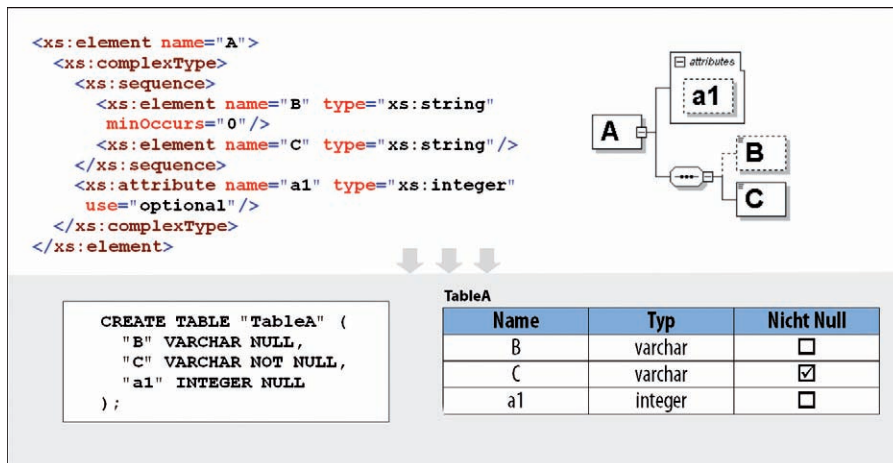 <xs:element name="A">
<xs:complexType>
<xs:sequence>
<xs:element name="B" type="xs:string"
minOccurs="0"/>
<xs:element name="C" type="xs:string"/>
</xs:sequence>
<xs:attribute name="a1" type="xs:integer"
use="optional"/>
</xs:complexType>
</xs:element>
attributes
a1
A
B
C
CREATE TABLE "TableA" (
"B" VARCHAR NULL,
"C" VARCHAR NOT NULL,
"a1" INTEGER NULL
);
TableA
Name Typ Nicht Null
B varchar
C varchar
a1 integer